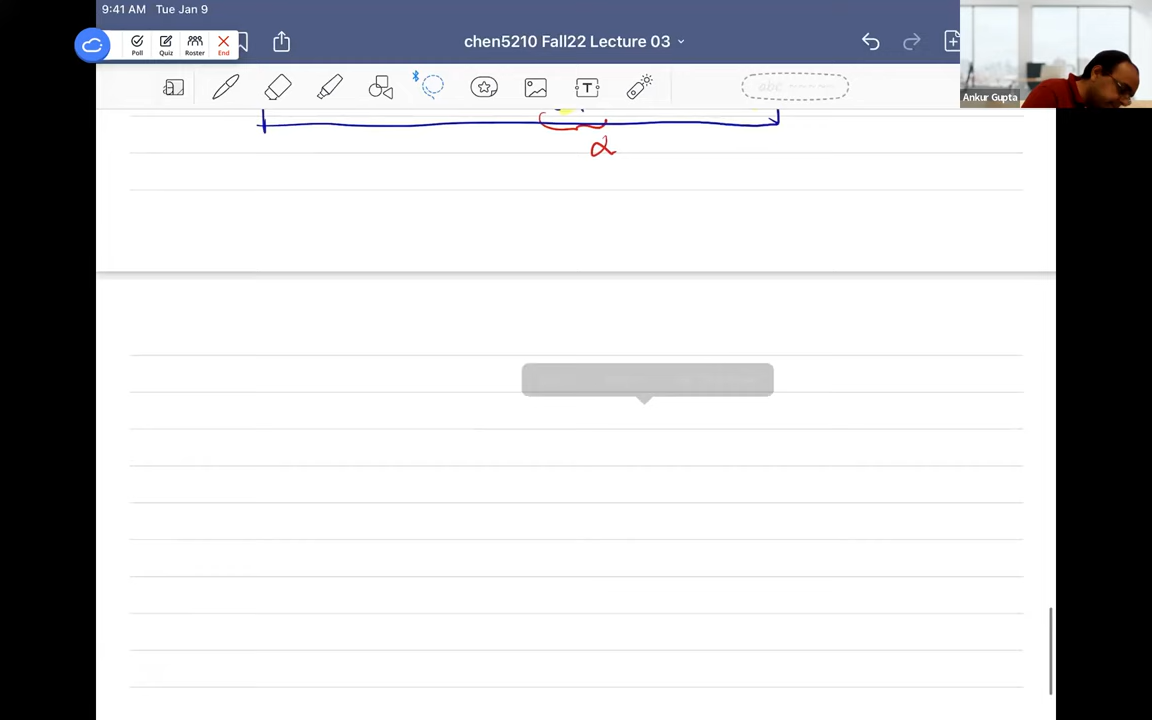 9:41 AM Tue Jan 9
Poll Quiz Roster End
chen5210 Fall22 Lecture 03
Ankur Gupta
T
α